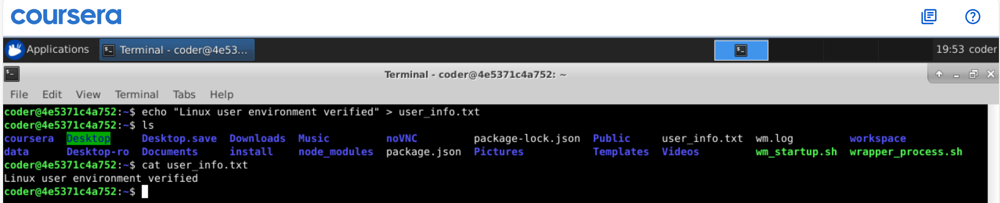 coursera
Applications Terminal - coder@4e53... 19:53 coder
Terminal - coder@4e5371c4a752: ~
File Edit View Terminal Tabs Help
coder@4e5371c4a752:~$ echo "Linux user environment verified" > user_info.txt
coder@4e5371c4a752:~$ ls
coursera Desktop Desktop.save Downloads Music noVNC package-lock.json Public user_info.txt wm.log workspace
data Desktop-ro Documents install node_modules package.json Pictures Templates Videos wm_startup.sh wrapper_process.sh
coder@4e5371c4a752:~$ cat user_info.txt
Linux user environment verified
coder@4e5371c4a752:~$